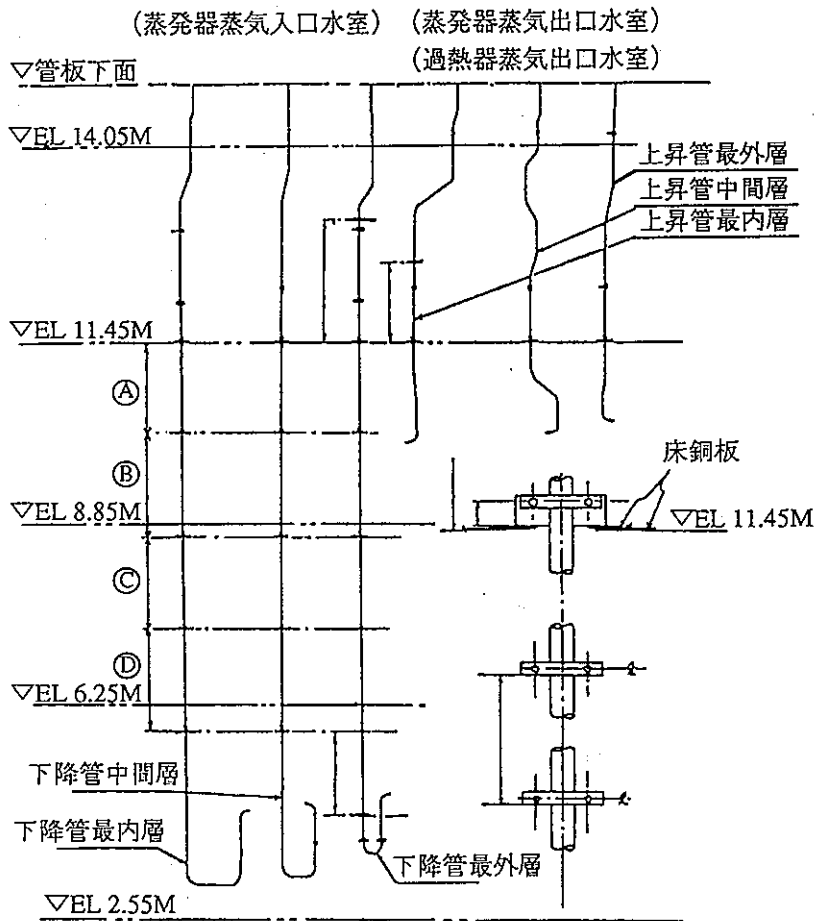 (蒸発器蒸気入口水室) (蒸発器蒸気出口水室)
(過熱器蒸気出口水室)
▽管板下面
▽EL 14.05M
上昇管最外層
上昇管中間層
上昇管最内層
▽EL 11.45M
Ⓐ
Ⓑ
床鋼板
▽EL 8.85M
▽EL 11.45M
Ⓒ
Ⓓ
▽EL 6.25M
下降管中間層
下降管最内層
下降管最外層
▽EL 2.55M